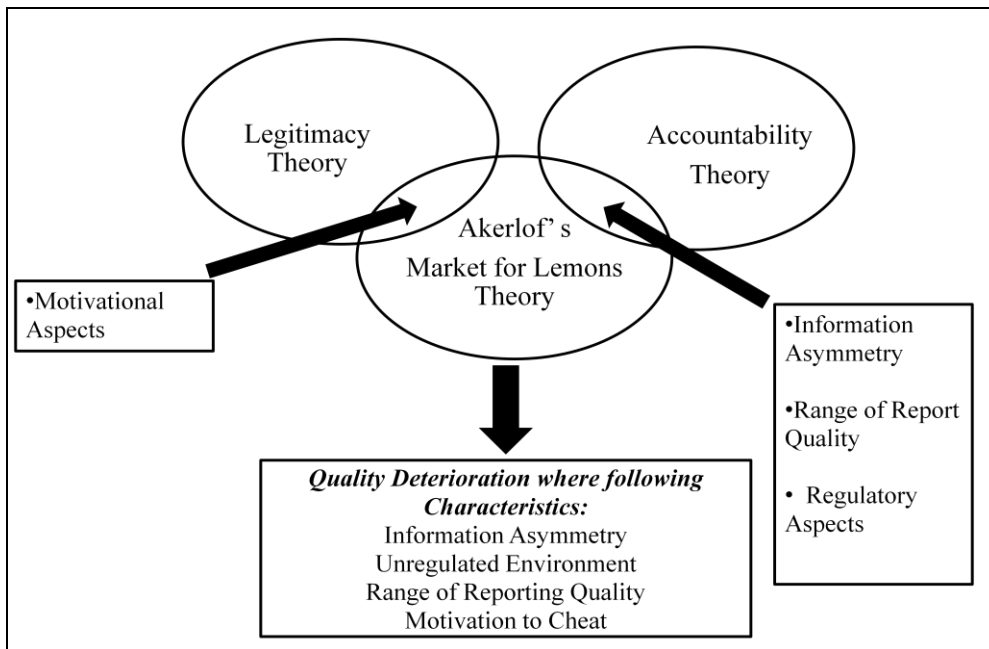 Legitimacy
Theory
Accountability
Theory
Akerlof’ s
Market for Lemons
Theory
•Motivational
Aspects
•Information
Asymmetry
•Range of Report
Quality
• Regulatory
Aspects
Quality Deterioration where following
Characteristics:
Information Asymmetry
Unregulated Environment
Range of Reporting Quality
Motivation to Cheat